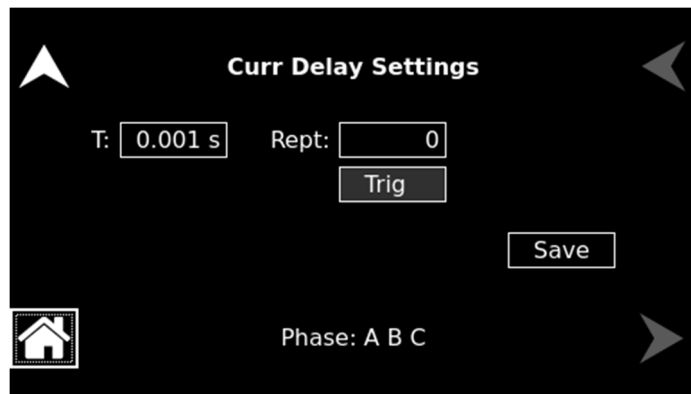 Curr Delay Settings
T: 0.001 s Rept: 0
Trig
Save
Phase: A B C